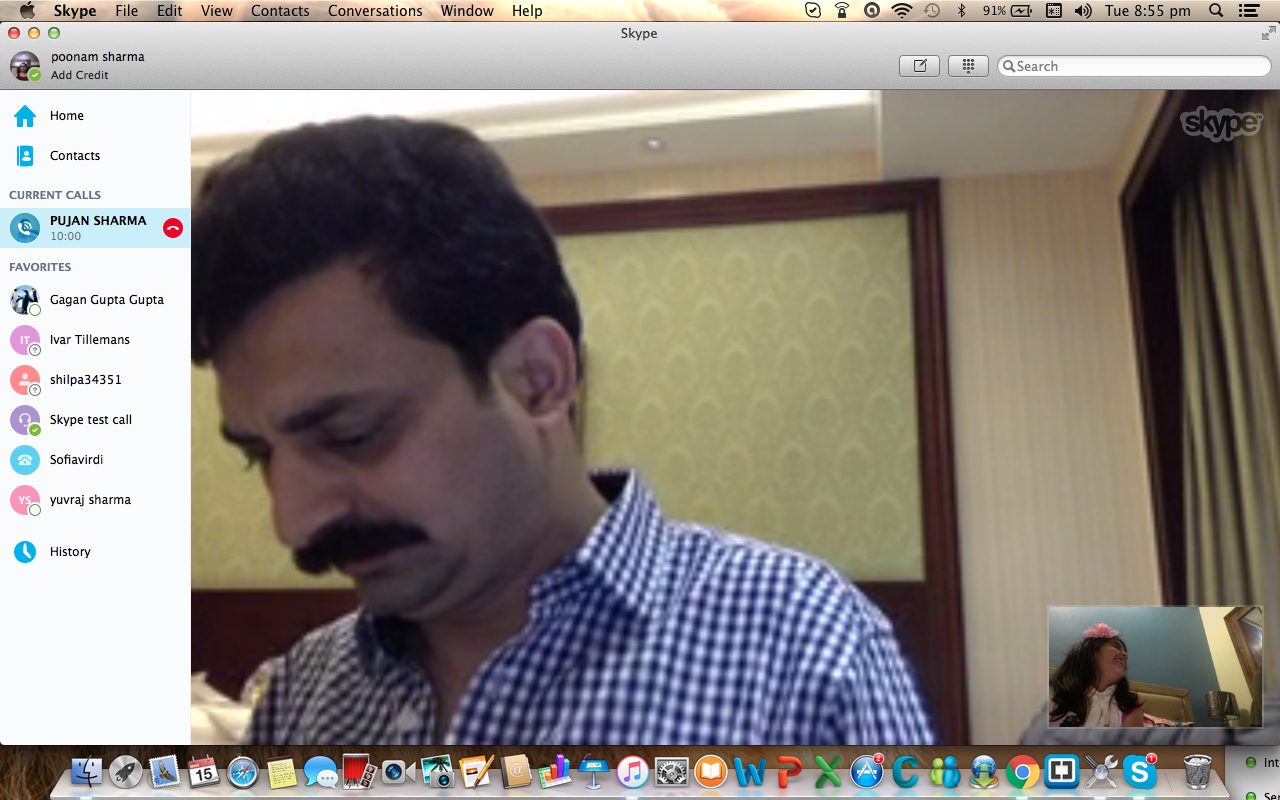 Skype File Edit View Contacts Conversations Window Help 91% Tue 8:55 pm
Skype
poonam sharma
Add Credit
Search
Home
Contacts
CURRENT CALLS
PUJAN SHARMA
10:00
FAVORITES
Gagan Gupta Gupta
IT
Ivar Tillemans
shilpa34351
Skype test call
Sofiavirdi
YS
yuvraj sharma
History
skype
15
2
1
Int
Ser